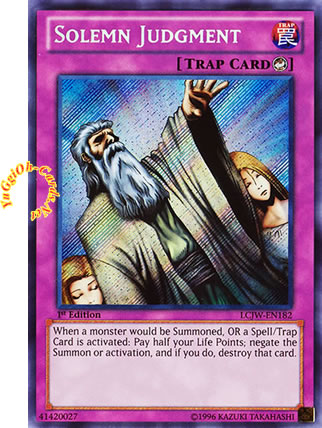 SOLEMN JUDGMENT
TRAP
罠
[TRAP CARD]
YuGiOh-Cards.Net
1st Edition
LCJW-EN182
When a monster would be Summoned, OR a Spell/Trap
Card is activated: Pay half your Life Points; negate the
Summon or activation, and if you do, destroy that card.
41420027
©1996 KAZUKI TAKAHASHI